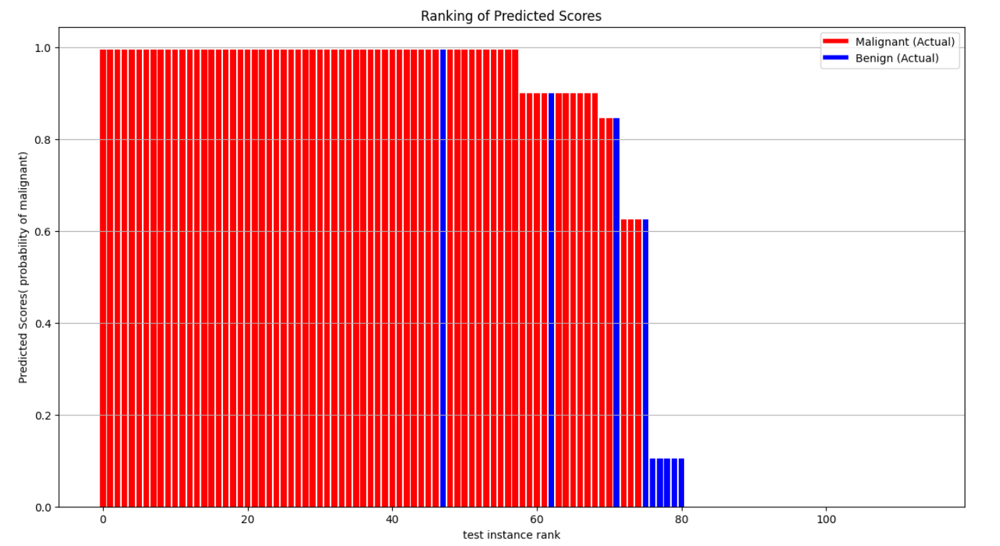 Ranking of Predicted Scores
Malignant (Actual)
Benign (Actual)
Predicted Scores( probability of malignant)
1.0
0.8
0.6
0.4
0.2
0.0
0 20 40 60 80 100
test instance rank